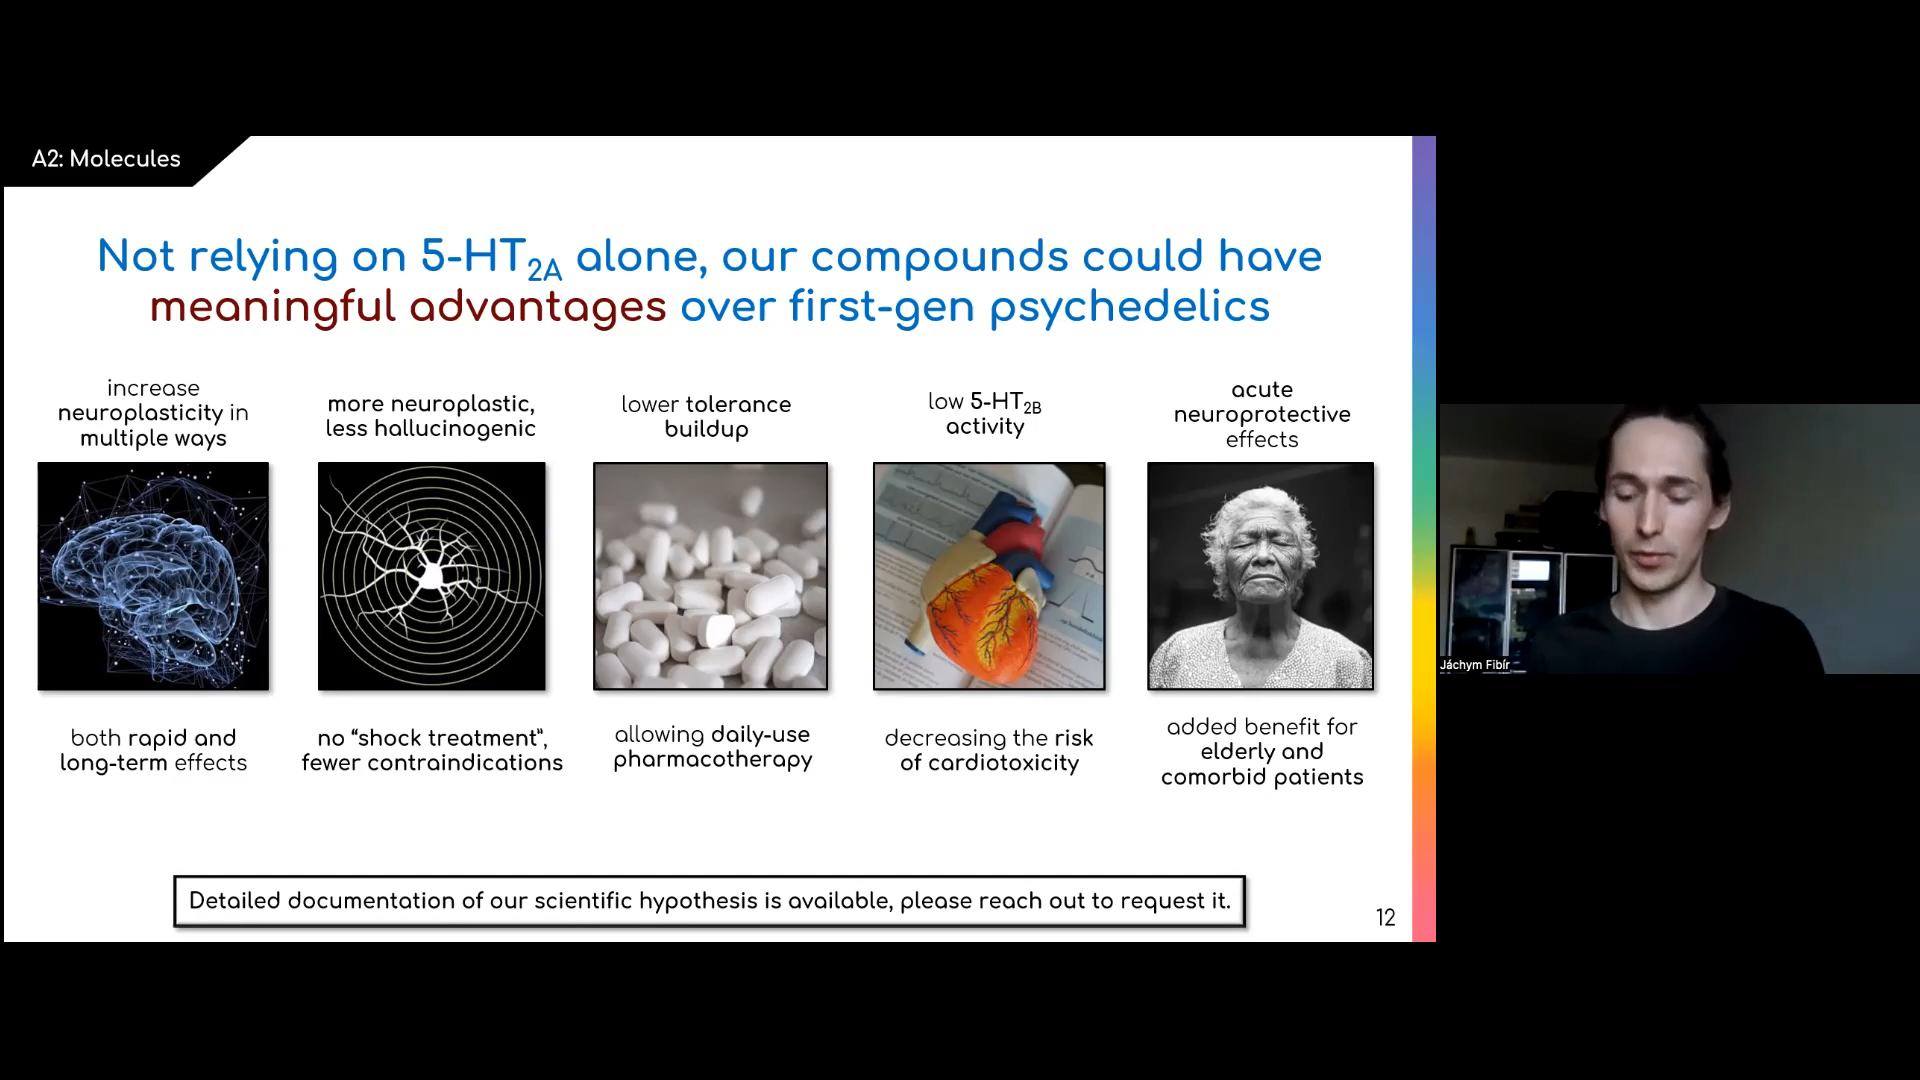 A2: Molecules
Not relying on 5-HT2A alone, our compounds could have
meaningful advantages over first-gen psychedelics
increase
neuroplasticity in
multiple ways
both rapid and
long-term effects
more neuroplastic,
less hallucinogenic
no “shock treatment”,
fewer contraindications
lower tolerance
buildup
allowing daily-use
pharmacotherapy
low 5-HT2B
activity
decreasing the risk
of cardiotoxicity
acute
neuroprotective
effects
added benefit for
elderly and
comorbid patients
Detailed documentation of our scientific hypothesis is available, please reach out to request it.
12
Jáchym Fibír